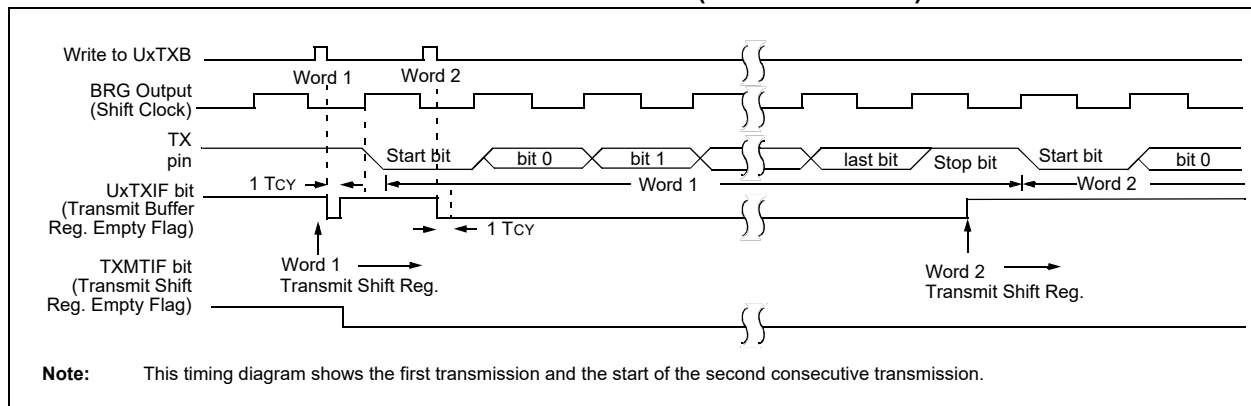 Write to UxTXB
Word 1 Word 2
BRG Output
(Shift Clock)
TX
pin
Start bit bit 0 bit 1 last bit Stop bit Start bit bit 0
1 TCY Word 1 Word 2
UxTXIF bit
(Transmit Buffer
Reg. Empty Flag)
1 TCY
Word 1
Transmit Shift Reg.
Word 2
Transmit Shift Reg.
TXMTIF bit
(Transmit Shift
Reg. Empty Flag)
Note: This timing diagram shows the first transmission and the start of the second consecutive transmission.